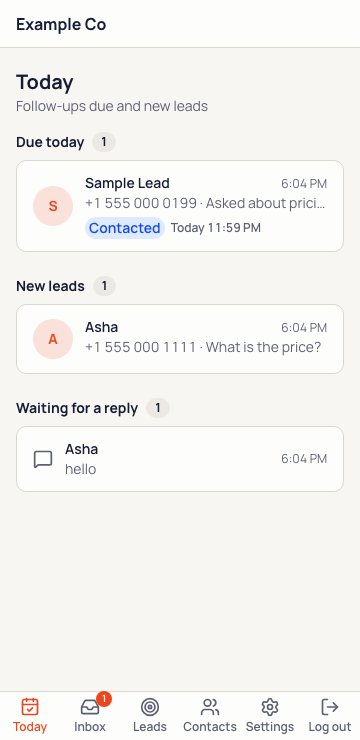 Example Co
Today
Follow-ups due and new leads
Due today 1
S
Sample Lead 6:04 PM
+1 555 000 0199 · Asked about prici...
Contacted Today 11:59 PM
New leads 1
A
Asha 6:04 PM
+1 555 000 1111 · What is the price?
Waiting for a reply 1
Asha 6:04 PM
hello
1
Today Inbox Leads Contacts Settings Log out